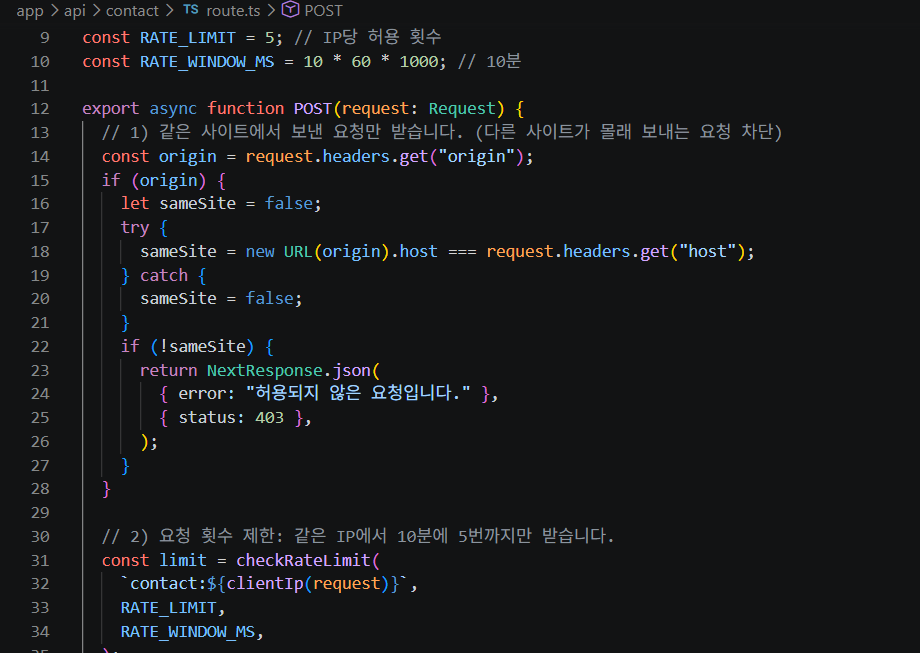 app > api > contact > TS route.ts > POST
9 const RATE_LIMIT = 5; // IP당 허용 횟수
10 const RATE_WINDOW_MS = 10 * 60 * 1000; // 10분
11
12 export async function POST(request: Request) {
13 // 1) 같은 사이트에서 보낸 요청만 받습니다. (다른 사이트가 몰래 보내는 요청 차단)
14 const origin = request.headers.get("origin");
15 if (origin) {
16 let sameSite = false;
17 try {
18 sameSite = new URL(origin).host === request.headers.get("host");
19 } catch {
20 sameSite = false;
21 }
22 if (!sameSite) {
23 return NextResponse.json(
24 { error: "허용되지 않은 요청입니다." },
25 { status: 403 },
26 );
27 }
28 }
29
30 // 2) 요청 횟수 제한: 같은 IP에서 10분에 5번까지만 받습니다.
31 const limit = checkRateLimit(
32 `contact:${clientIp(request)}`,
33 RATE_LIMIT,
34 RATE_WINDOW_MS,